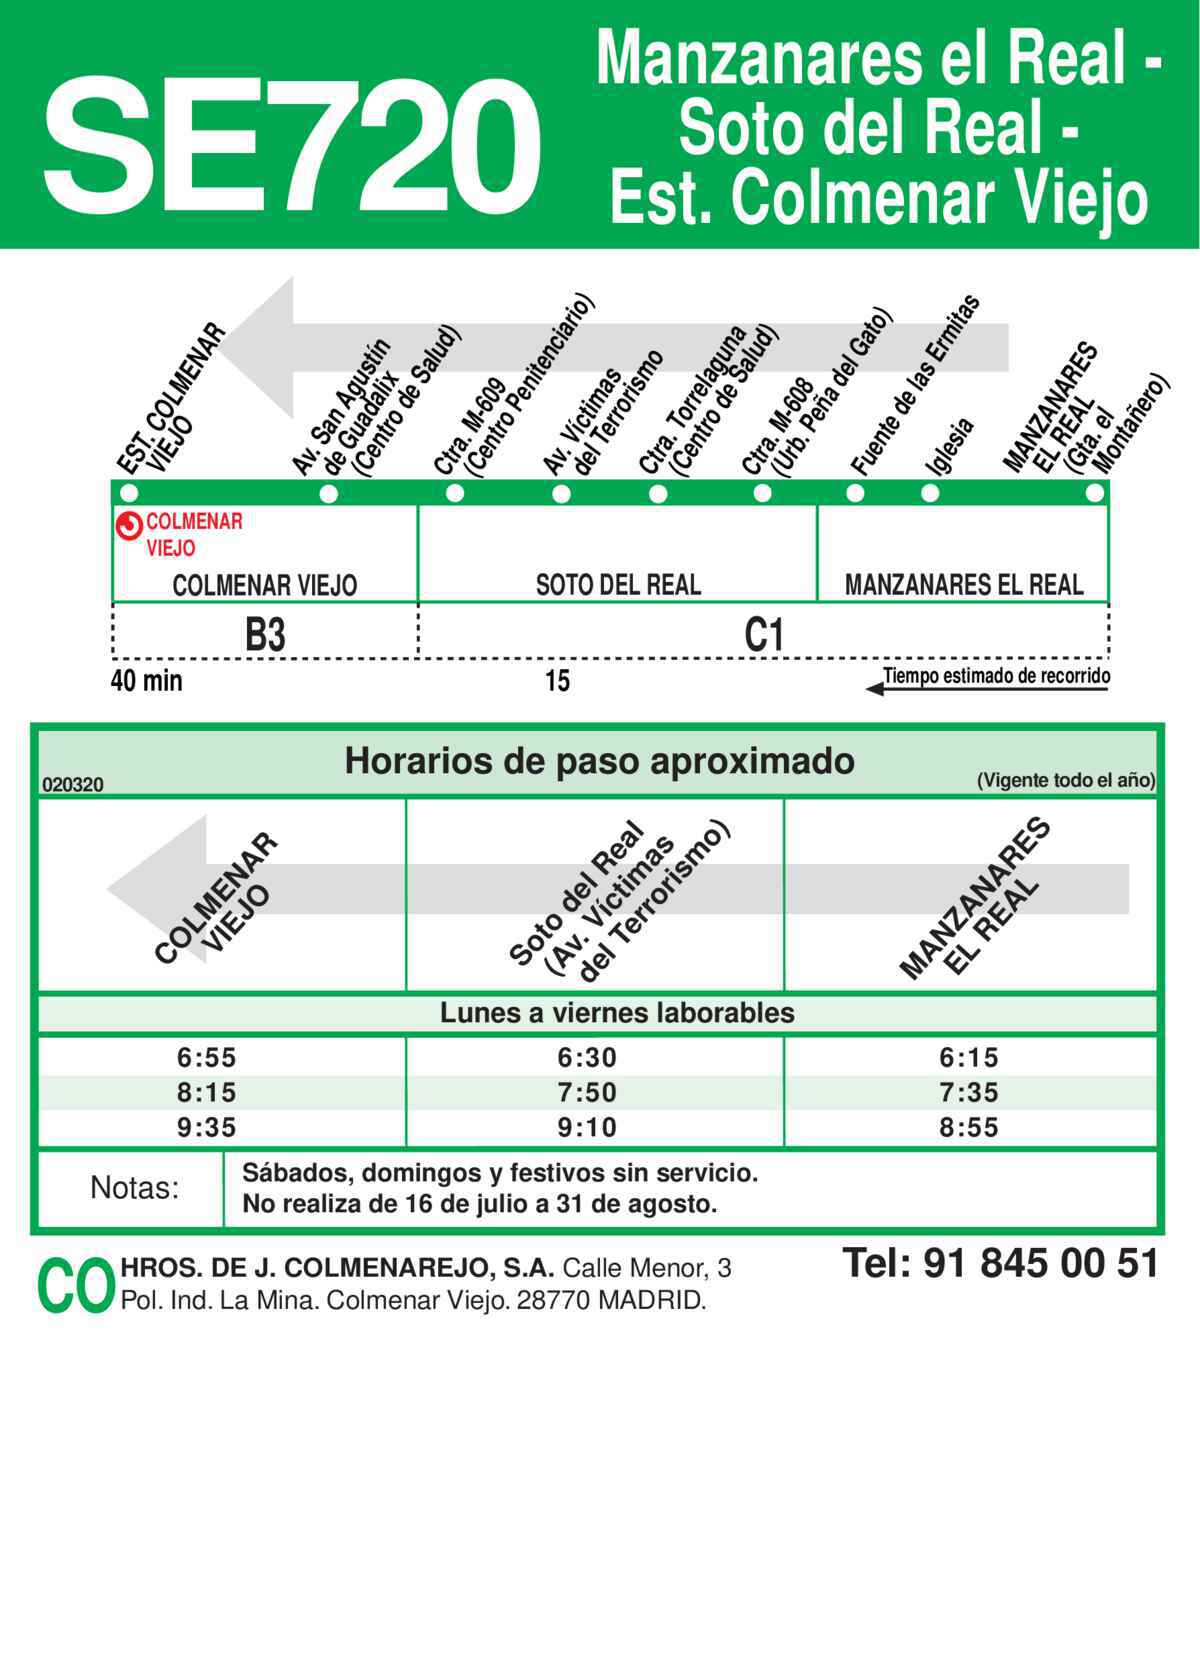 SE720
Manzanares el Real -
Soto del Real -
Est. Colmenar Viejo
EST. COLMENAR
VIEJO
Av. San Agustín
de Guadalix
(Centro de Salud)
Ctra. M-609
(Centro Penitenciario)
Av. Víctimas
del Terrorismo
Ctra. Torrelaguna
(Centro de Salud)
Ctra. M-608
(Urb. Peña del Gato)
Fuente de las Ermitas
Iglesia
MANZANARES
EL REAL
(Gta. el
Montañero)
COLMENAR
VIEJO
COLMENAR VIEJO
SOTO DEL REAL
MANZANARES EL REAL
B3
C1
40 min
15
Tiempo estimado de recorrido
Horarios de paso aproximado
020320
(Vigente todo el año)
COLMENAR
VIEJO
Soto del Real
(Av. Víctimas
del Terrorismo)
MANZANARES
EL REAL
Lunes a viernes laborables
6:55 6:30 6:15
8:15 7:50 7:35
9:35 9:10 8:55
Notas:
Sábados, domingos y festivos sin servicio.
No realiza de 16 de julio a 31 de agosto.
CO
HROS. DE J. COLMENAREJO, S.A. Calle Menor, 3
Pol. Ind. La Mina. Colmenar Viejo. 28770 MADRID.
Tel: 91 845 00 51